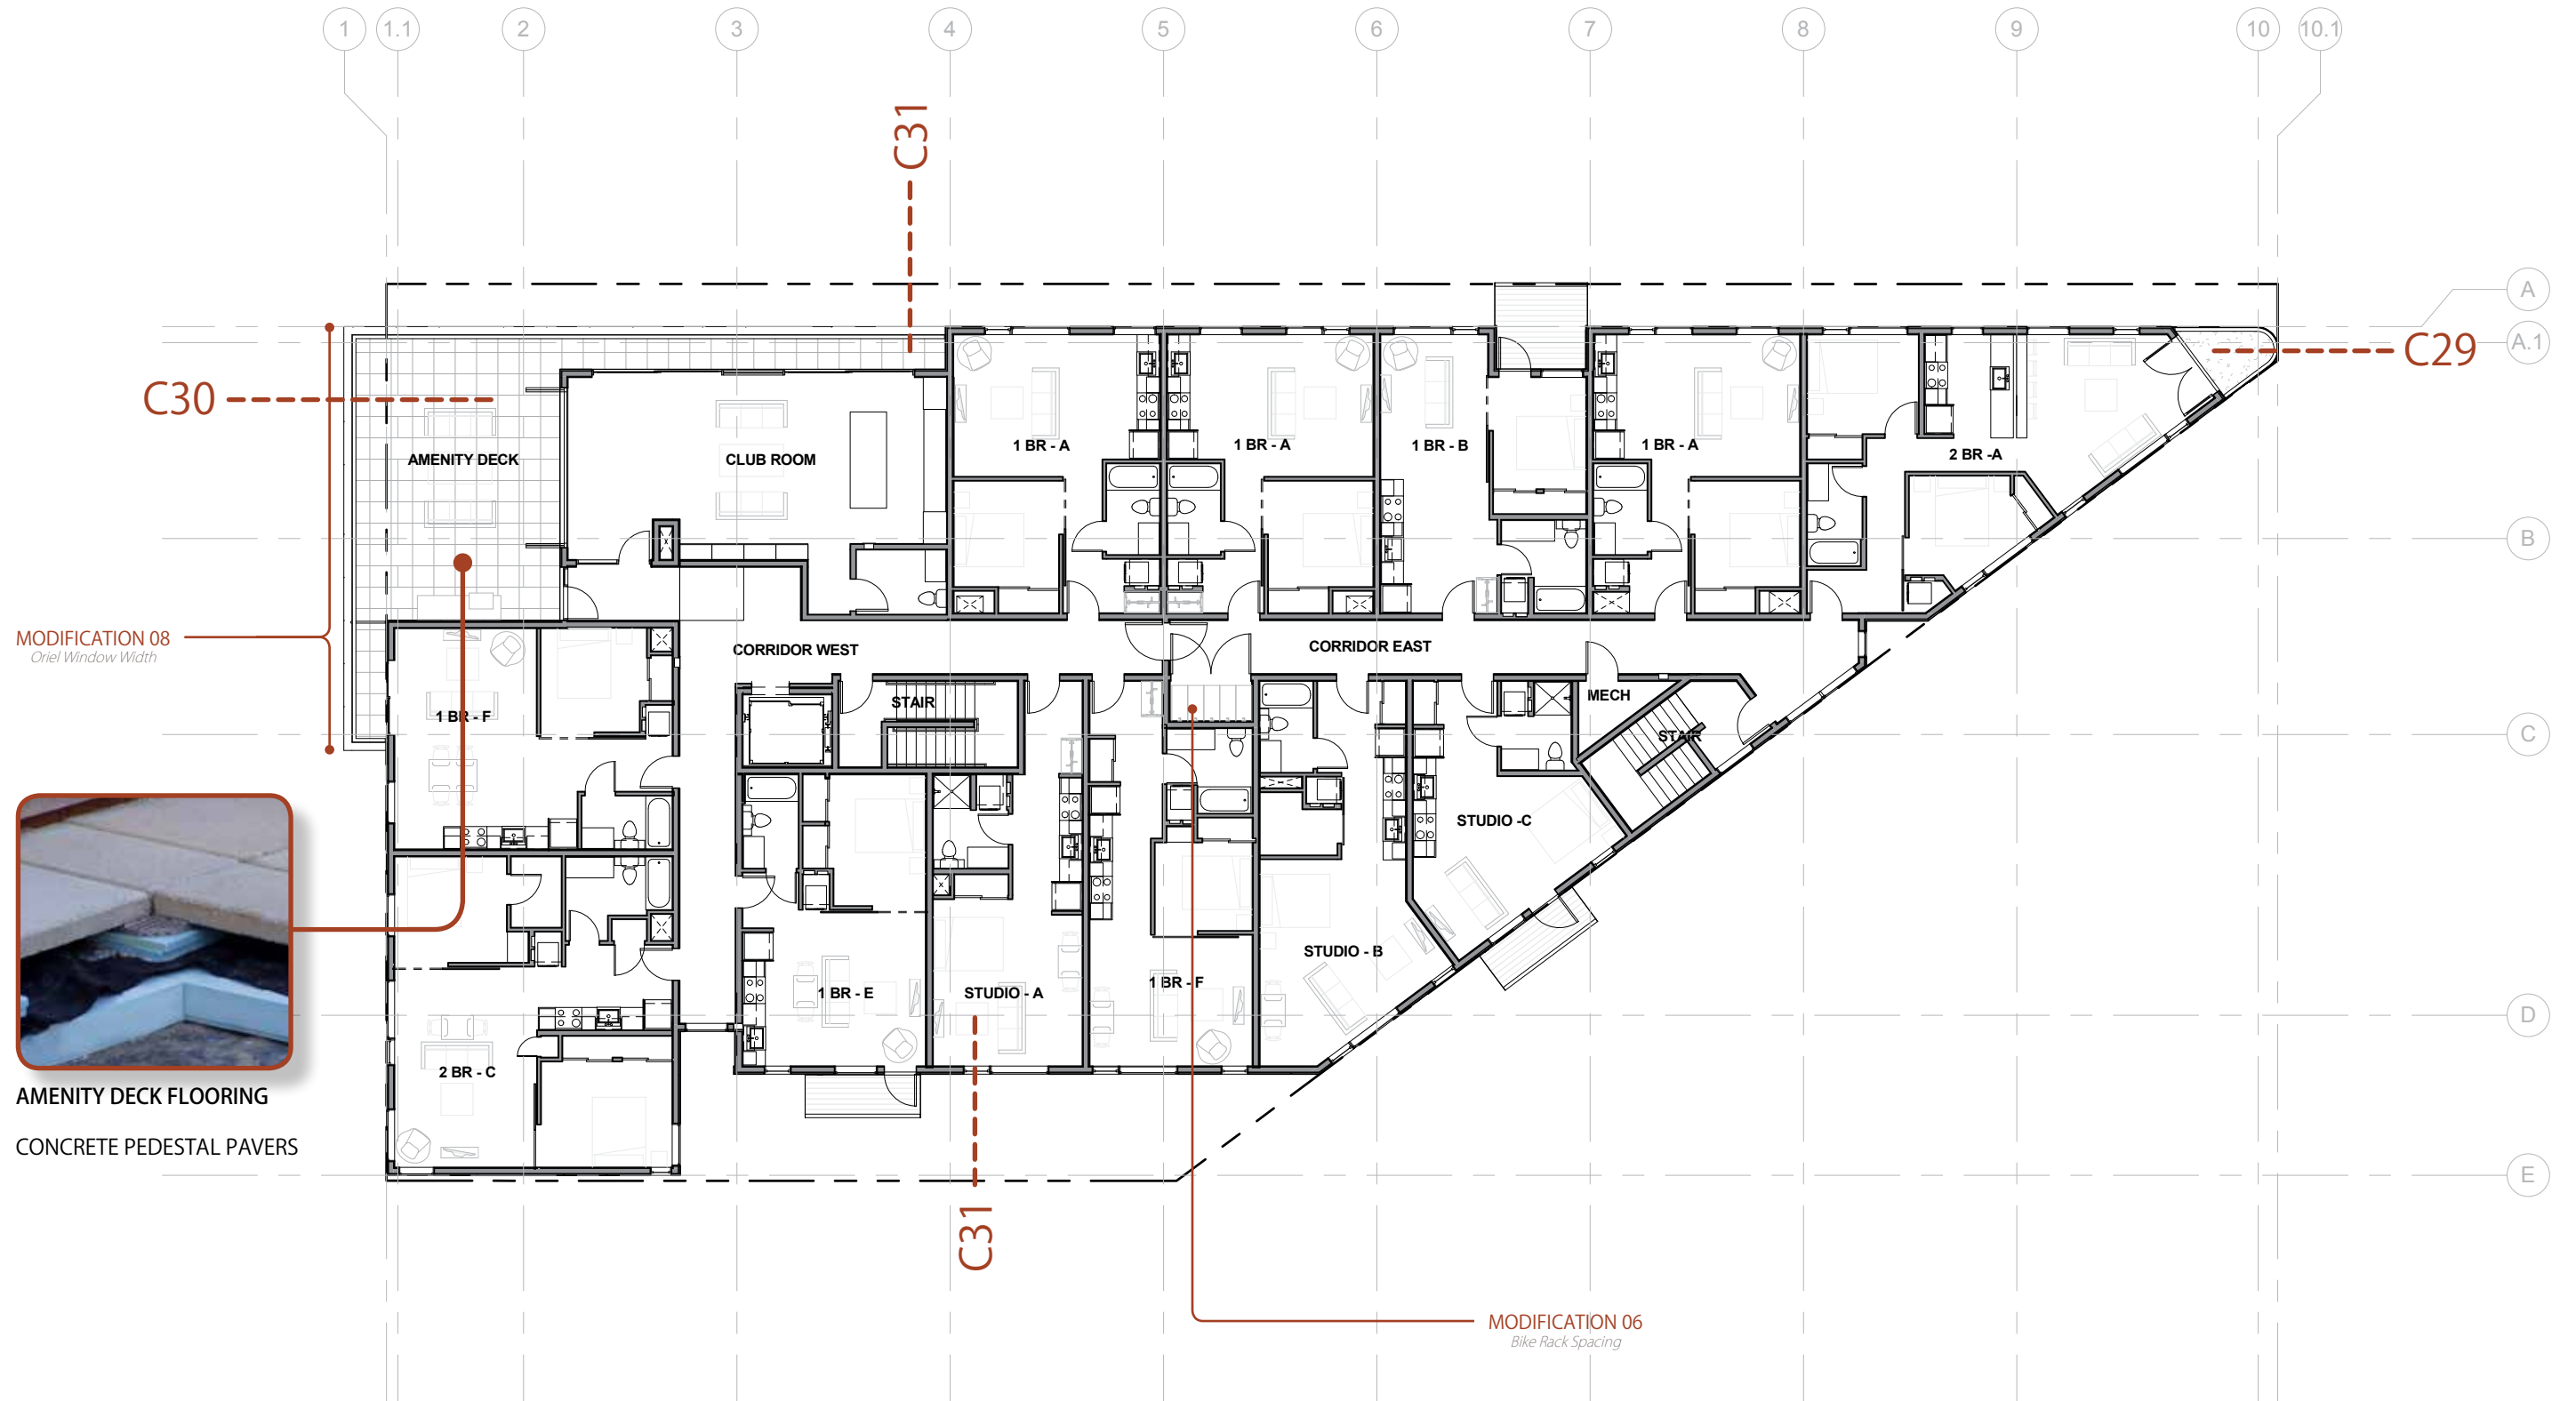 1
1.1
2
3
4
5
6
7
8
9
10
10.1
C31
A
A.1
C29
C30
1 BR - A
1 BR - A
1 BR - B
1 BR - A
2 BR -A
AMENITY DECK
CLUB ROOM
B
MODIFICATION 08
Oriel Window Width
CORRIDOR WEST
CORRIDOR EAST
MECH
STAIR
1 BR - F
STAIR
C
STUDIO -C
STUDIO - B
1 BR - E
STUDIO - A
1 BR - F
D
2 BR - C
AMENITY DECK FLOORING
CONCRETE PEDESTAL PAVERS
E
C31
MODIFICATION 06
Bike Rack Spacing